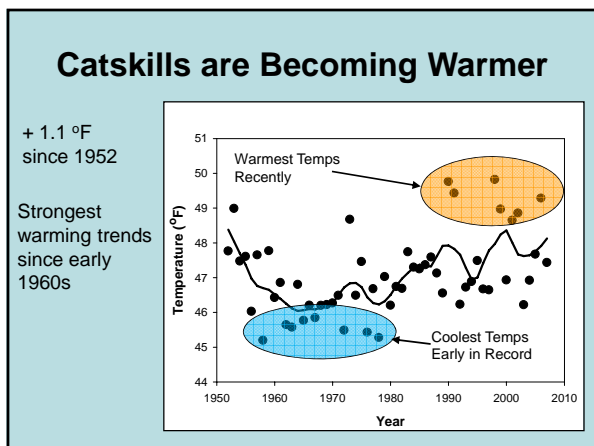 Catskills are Becoming Warmer
+ 1.1 ºF
since 1952
Strongest
warming trends
since early
1960s
Warmest Temps
Recently
Coolest Temps
Early in Record
Temperature (ºF)
51
50
49
48
47
46
45
44
1950 1960 1970 1980 1990 2000 2010
Year